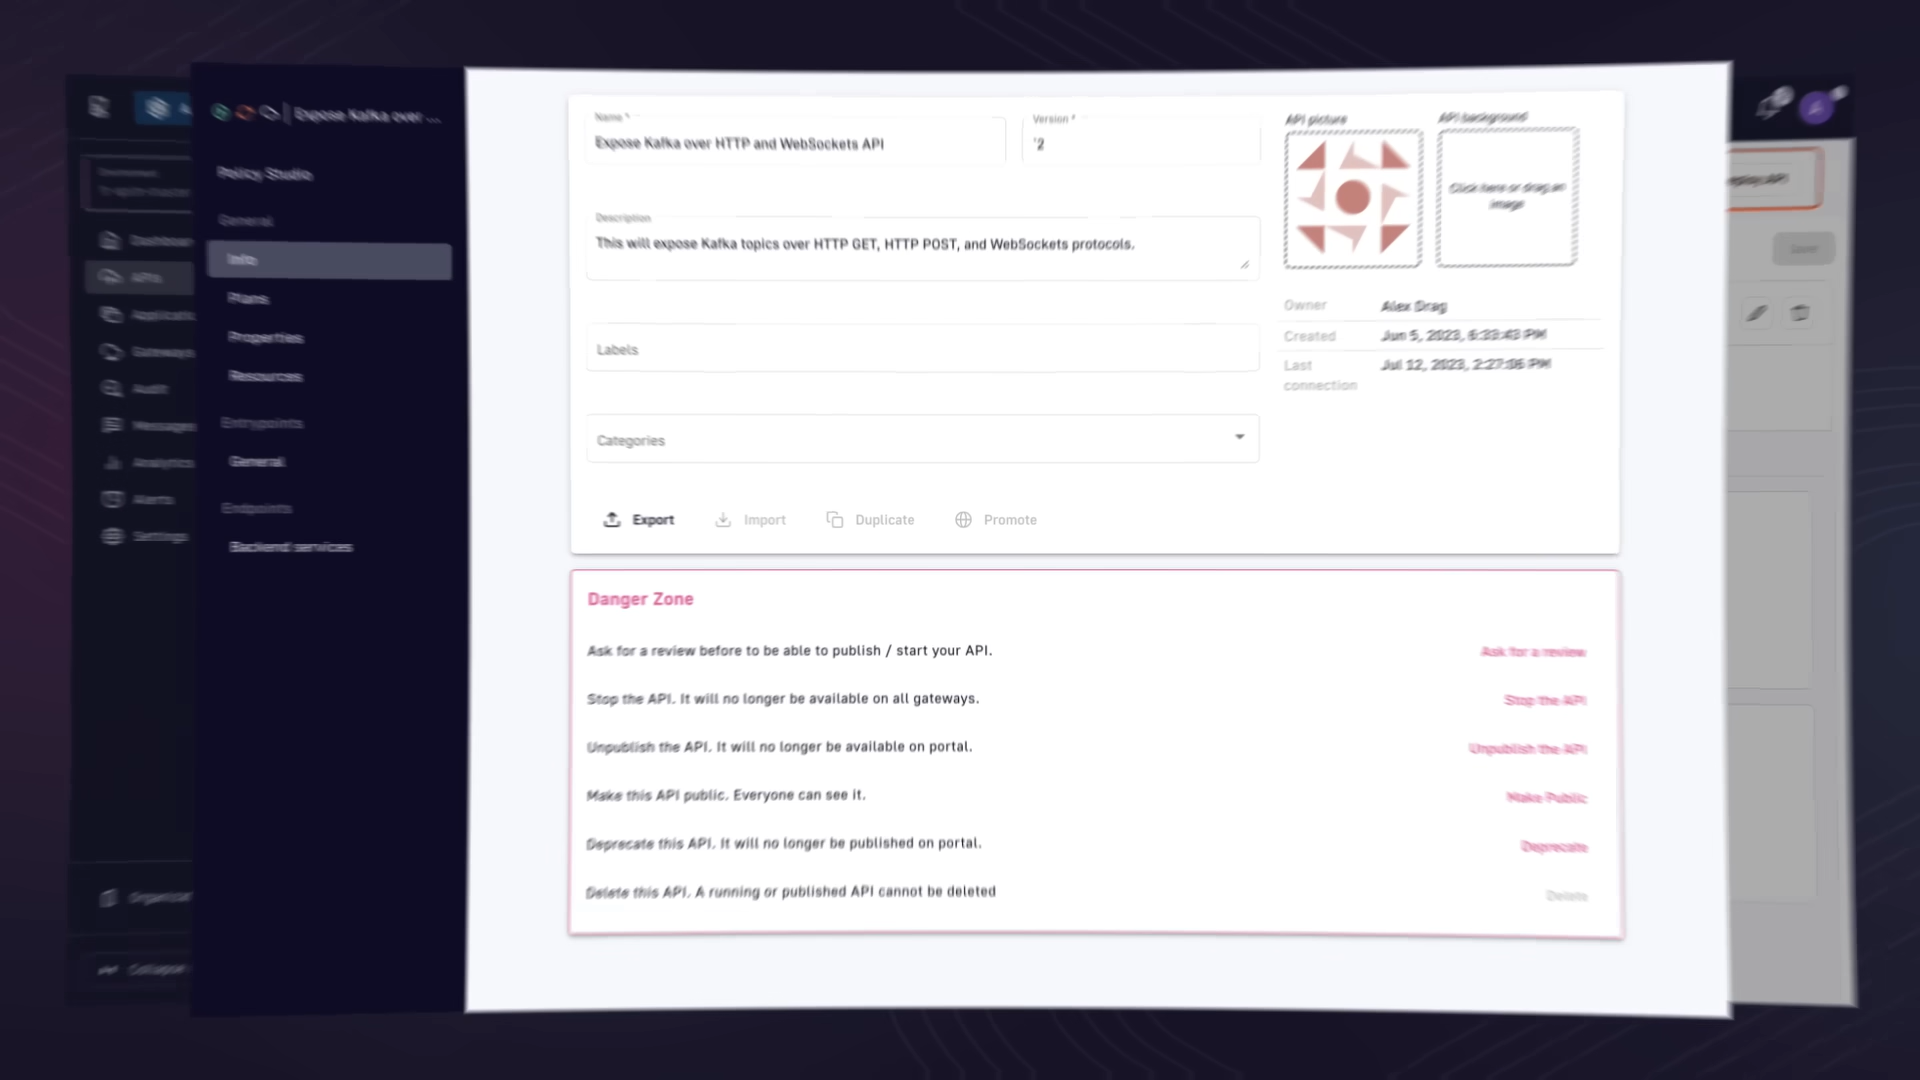 Expose Kafka over ...
Policy Studio
General
Info
Plans
Properties
Resources
Entrypoints
General
Endpoints
Backend services
Dashboar
APIs
Applicatio
Gateways
Audit
Messages
Analytics
Alerts
Settings
Organizat
Collapse
Name *
Expose Kafka over HTTP and WebSockets API
Version *
'2
Description
This will expose Kafka topics over HTTP GET, HTTP POST, and WebSockets protocols.
Labels
Categories
Export
Import
Duplicate
Promote
API picture
API background
Click here or drag an
image
Owner Alex Drag
Created Jun 5, 2023, 6:33:43 PM
Last
connection
Jul 12, 2023, 2:27:06 PM
Danger Zone
Ask for a review before to be able to publish / start your API.
Ask for a review
Stop the API. It will no longer be available on all gateways.
Stop the API
Unpublish the API. It will no longer be available on portal.
Unpublish the API
Make this API public. Everyone can see it.
Make Public
Deprecate this API. It will no longer be published on portal.
Deprecate
Delete this API. A running or published API cannot be deleted
Delete